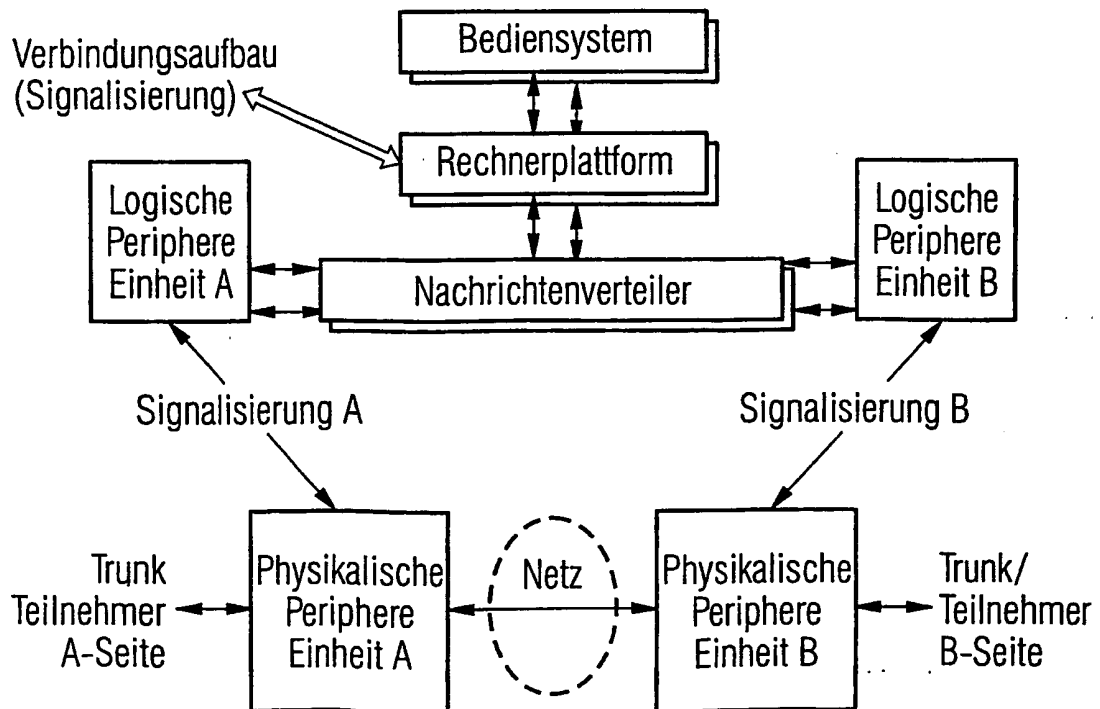 Bediensystem
Verbindungsaufbau
(Signalisierung)
Rechnerplattform
Logische
Periphere
Einheit A
Nachrichtenverteiler
Logische
Periphere
Einheit B
Signalisierung A
Signalisierung B
Trunk
Teilnehmer
A-Seite
Physikalische
Periphere
Einheit A
Netz
Physikalische
Periphere
Einheit B
Trunk/
Teilnehmer
B-Seite